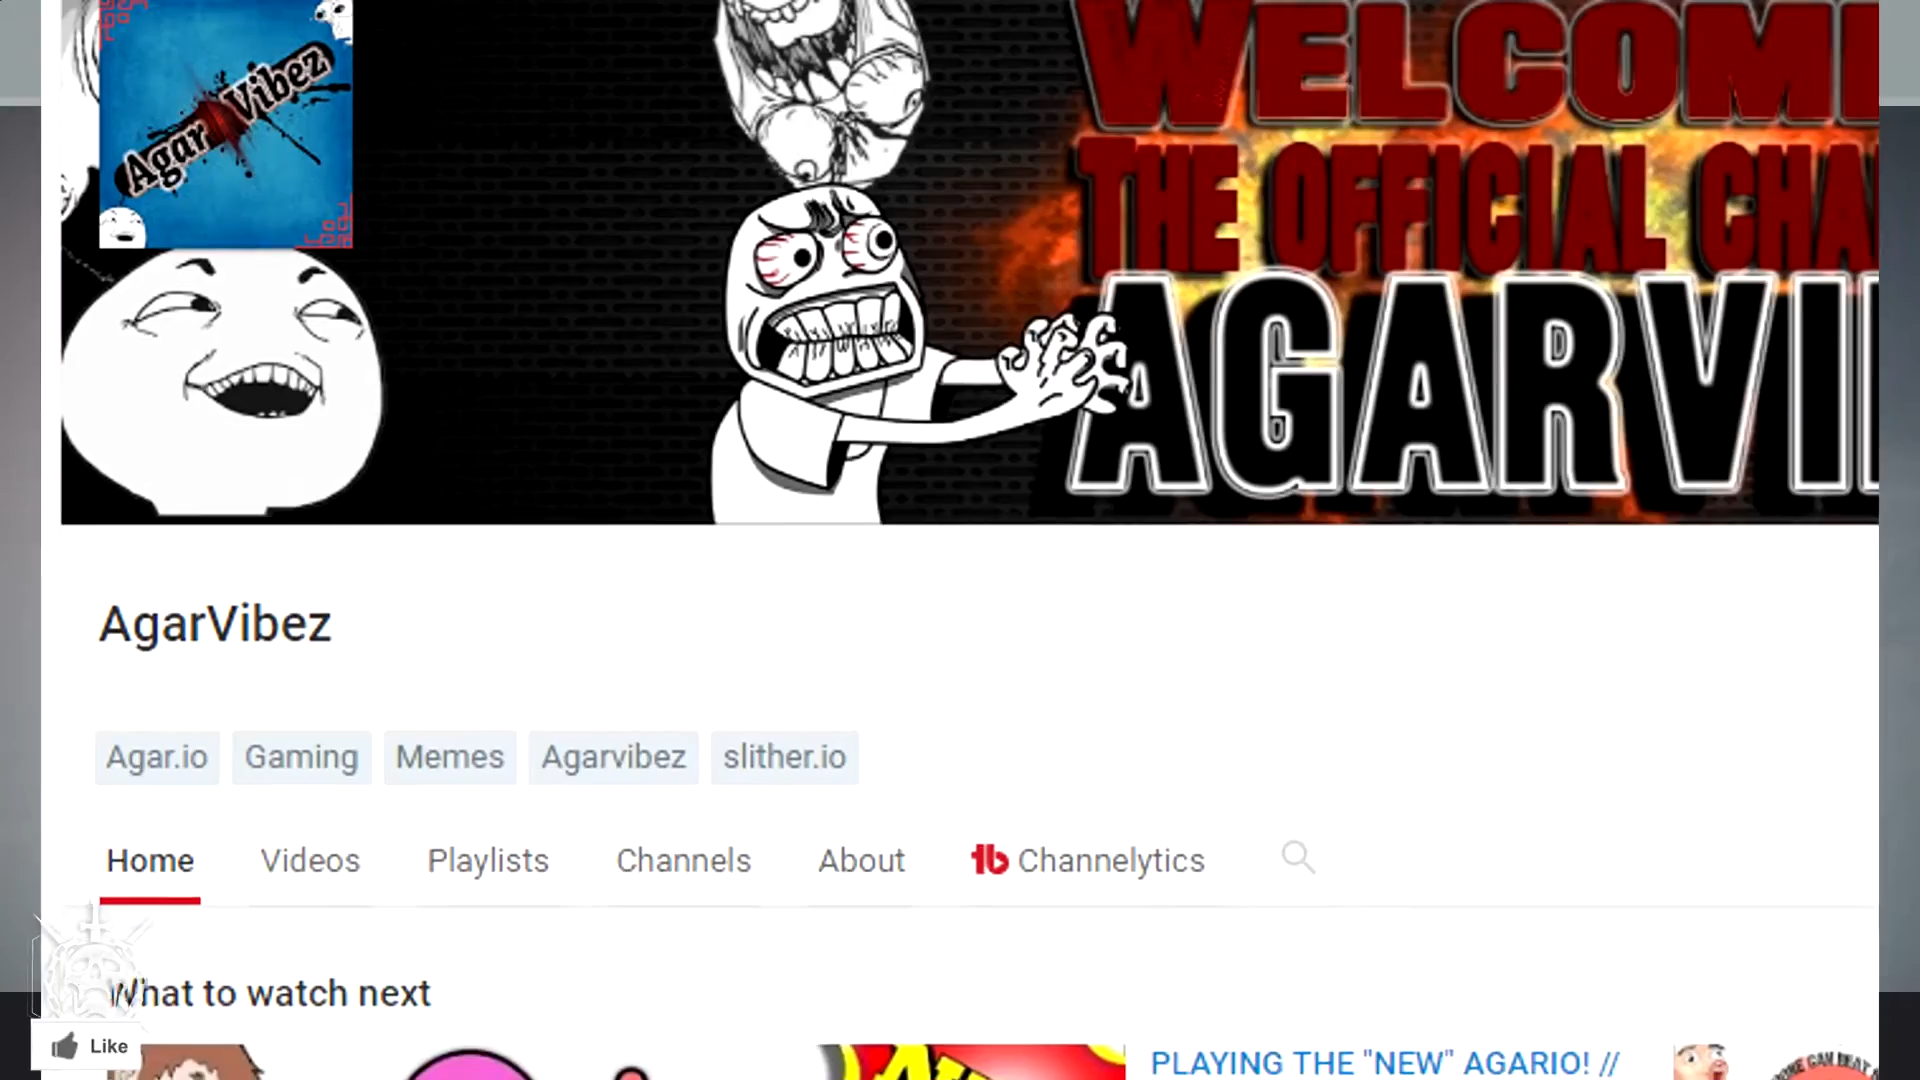 Agar Vibez
WELCOM
THE OFFICIAL CHA
AGARVI
AgarVibez
Agar.io Gaming Memes Agarvibez slither.io
Home Videos Playlists Channels About tb Channelytics
What to watch next
Like
PLAYING THE "NEW" AGARIO! //